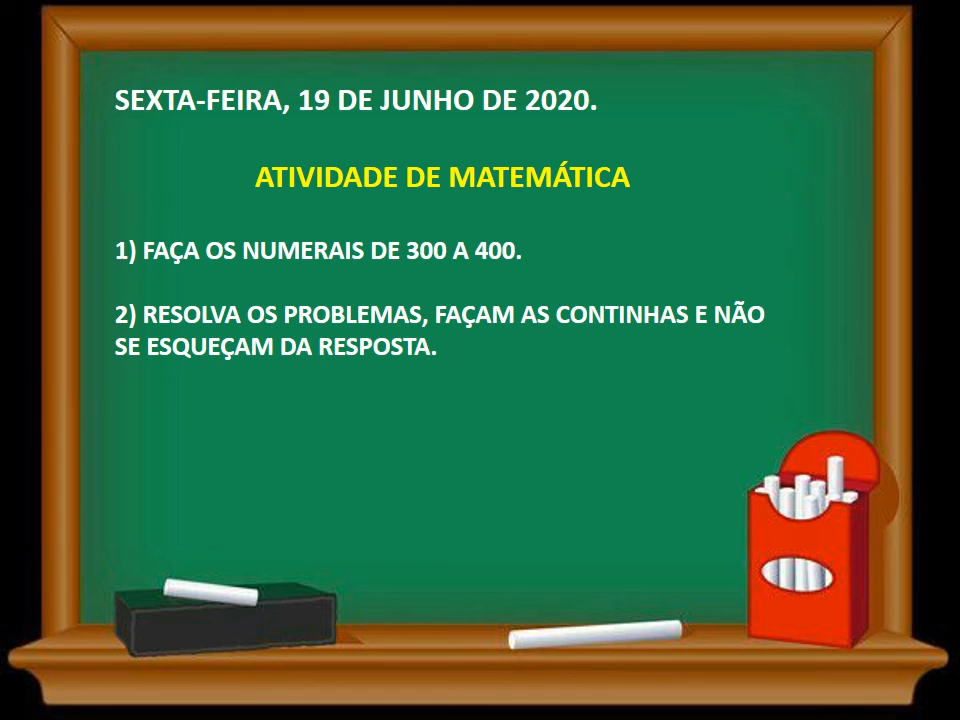 SEXTA-FEIRA, 19 DE JUNHO DE 2020.
ATIVIDADE DE MATEMÁTICA
1) FAÇA OS NUMERAIS DE 300 A 400.
2) RESOLVA OS PROBLEMAS, FAÇAM AS CONTINHAS E NÃO
SE ESQUEÇAM DA RESPOSTA.